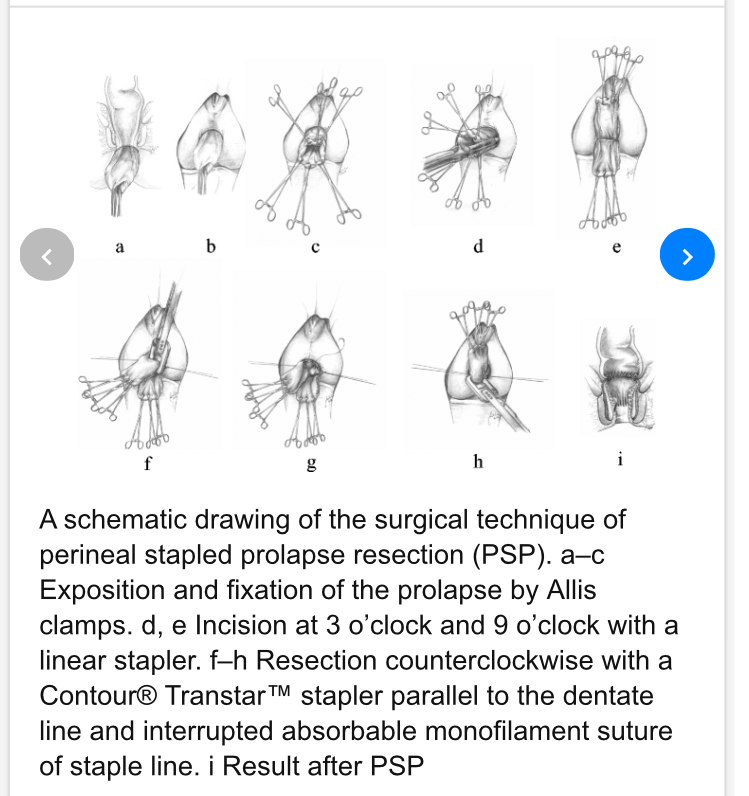 a b c d e
f g h i
A schematic drawing of the surgical technique of
perineal stapled prolapse resection (PSP). a–c
Exposition and fixation of the prolapse by Allis
clamps. d, e Incision at 3 o’clock and 9 o’clock with a
linear stapler. f–h Resection counterclockwise with a
Contour® Transtar™ stapler parallel to the dentate
line and interrupted absorbable monofilament suture
of staple line. i Result after PSP